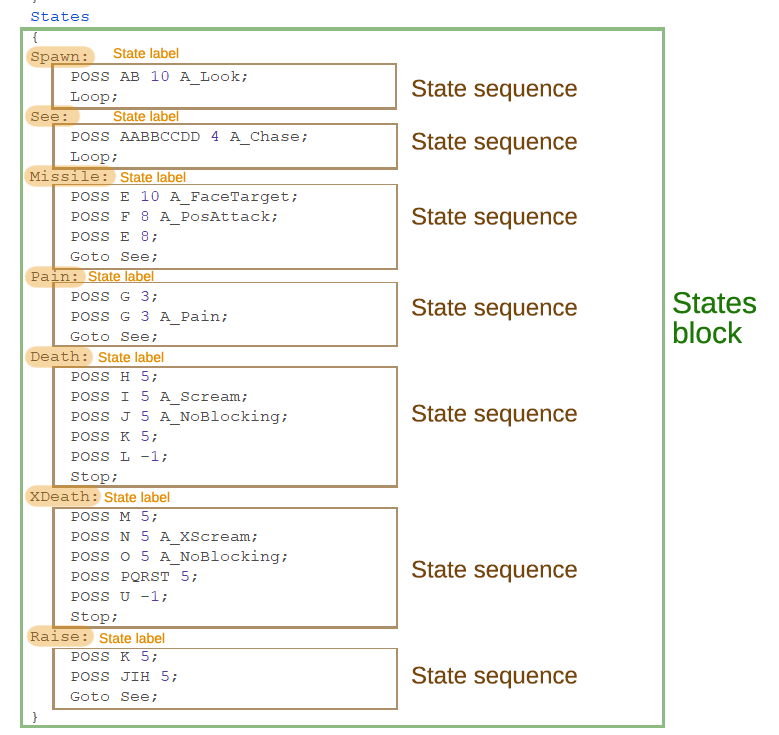 }
States
{
Spawn: State label
POSS AB 10 A_Look;
Loop;
State sequence
See: State label
POSS AABBCCDD 4 A_Chase;
Loop;
State sequence
Missile: State label
POSS E 10 A_FaceTarget;
POSS F 8 A_PosAttack;
POSS E 8;
Goto See;
State sequence
Pain: State label
POSS G 3;
POSS G 3 A_Pain;
Goto See;
State sequence
Death: State label
POSS H 5;
POSS I 5 A_Scream;
POSS J 5 A_NoBlocking;
POSS K 5;
POSS L -1;
Stop;
State sequence
XDeath: State label
POSS M 5;
POSS N 5 A_XScream;
POSS O 5 A_NoBlocking;
POSS PQRST 5;
POSS U -1;
Stop;
State sequence
Raise: State label
POSS K 5;
POSS JIH 5;
Goto See;
State sequence
}
States
block